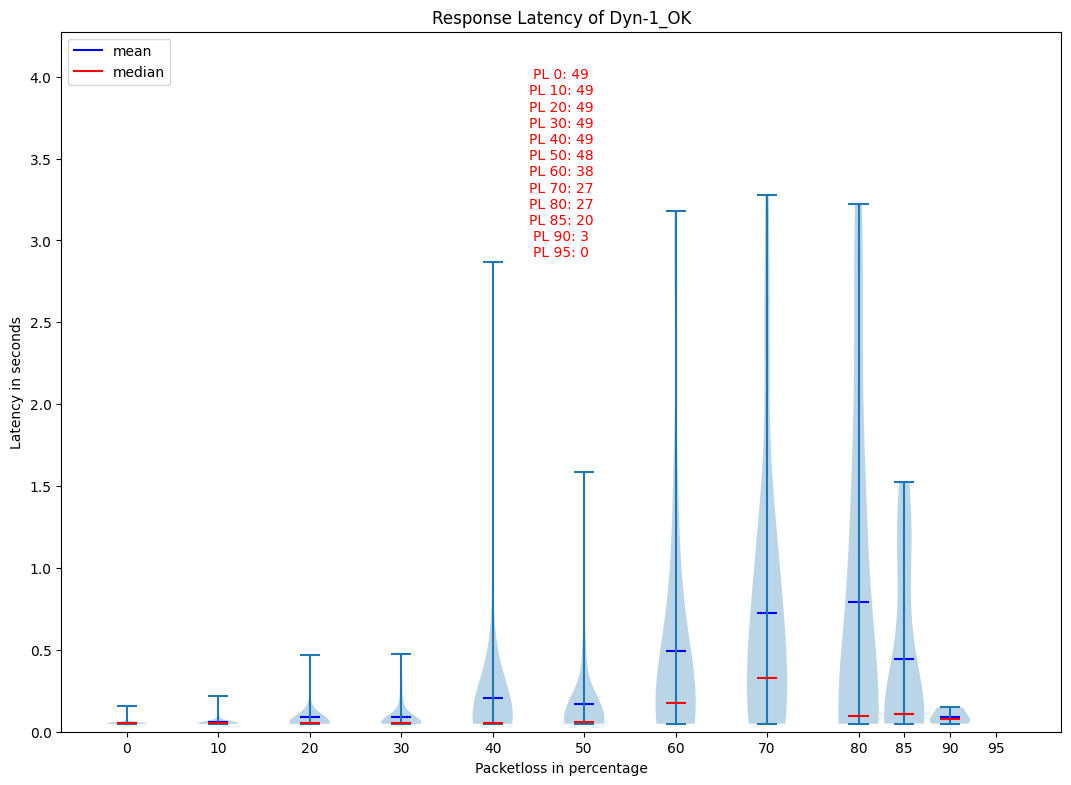 Response Latency of Dyn-1_OK
mean
median
PL 0: 49
PL 10: 49
PL 20: 49
PL 30: 49
PL 40: 49
PL 50: 48
PL 60: 38
PL 70: 27
PL 80: 27
PL 85: 20
PL 90: 3
PL 95: 0
4.0
3.5
3.0
2.5
2.0
1.5
1.0
0.5
0.0
Latency in seconds
0 10 20 30 40 50 60 70 80 85 90 95
Packetloss in percentage